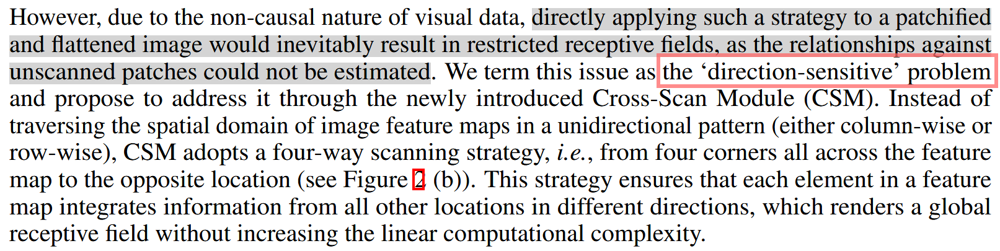 However, due to the non-causal nature of visual data, directly applying such a strategy to a patchified
and flattened image would inevitably result in restricted receptive fields, as the relationships against
unscanned patches could not be estimated. We term this issue as the ‘direction-sensitive’ problem
and propose to address it through the newly introduced Cross-Scan Module (CSM). Instead of
traversing the spatial domain of image feature maps in a unidirectional pattern (either column-wise or
row-wise), CSM adopts a four-way scanning strategy, i.e., from four corners all across the feature
map to the opposite location (see Figure 2 (b)). This strategy ensures that each element in a feature
map integrates information from all other locations in different directions, which renders a global
receptive field without increasing the linear computational complexity.